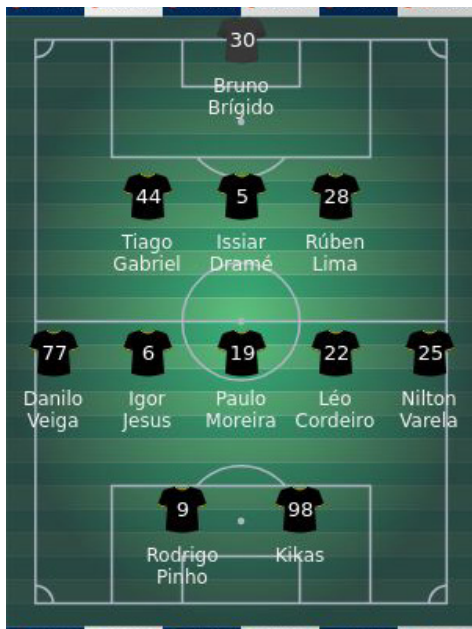 30
Bruno
Brígido
44
5
28
Tiago
Gabriel
Issiar
Dramé
Rúben
Lima
77
6
19
22
25
Danilo
Veiga
Igor
Jesus
Paulo
Moreira
Léo
Cordeiro
Nilton
Varela
9
98
Rodrigo
Pinho
Kikas